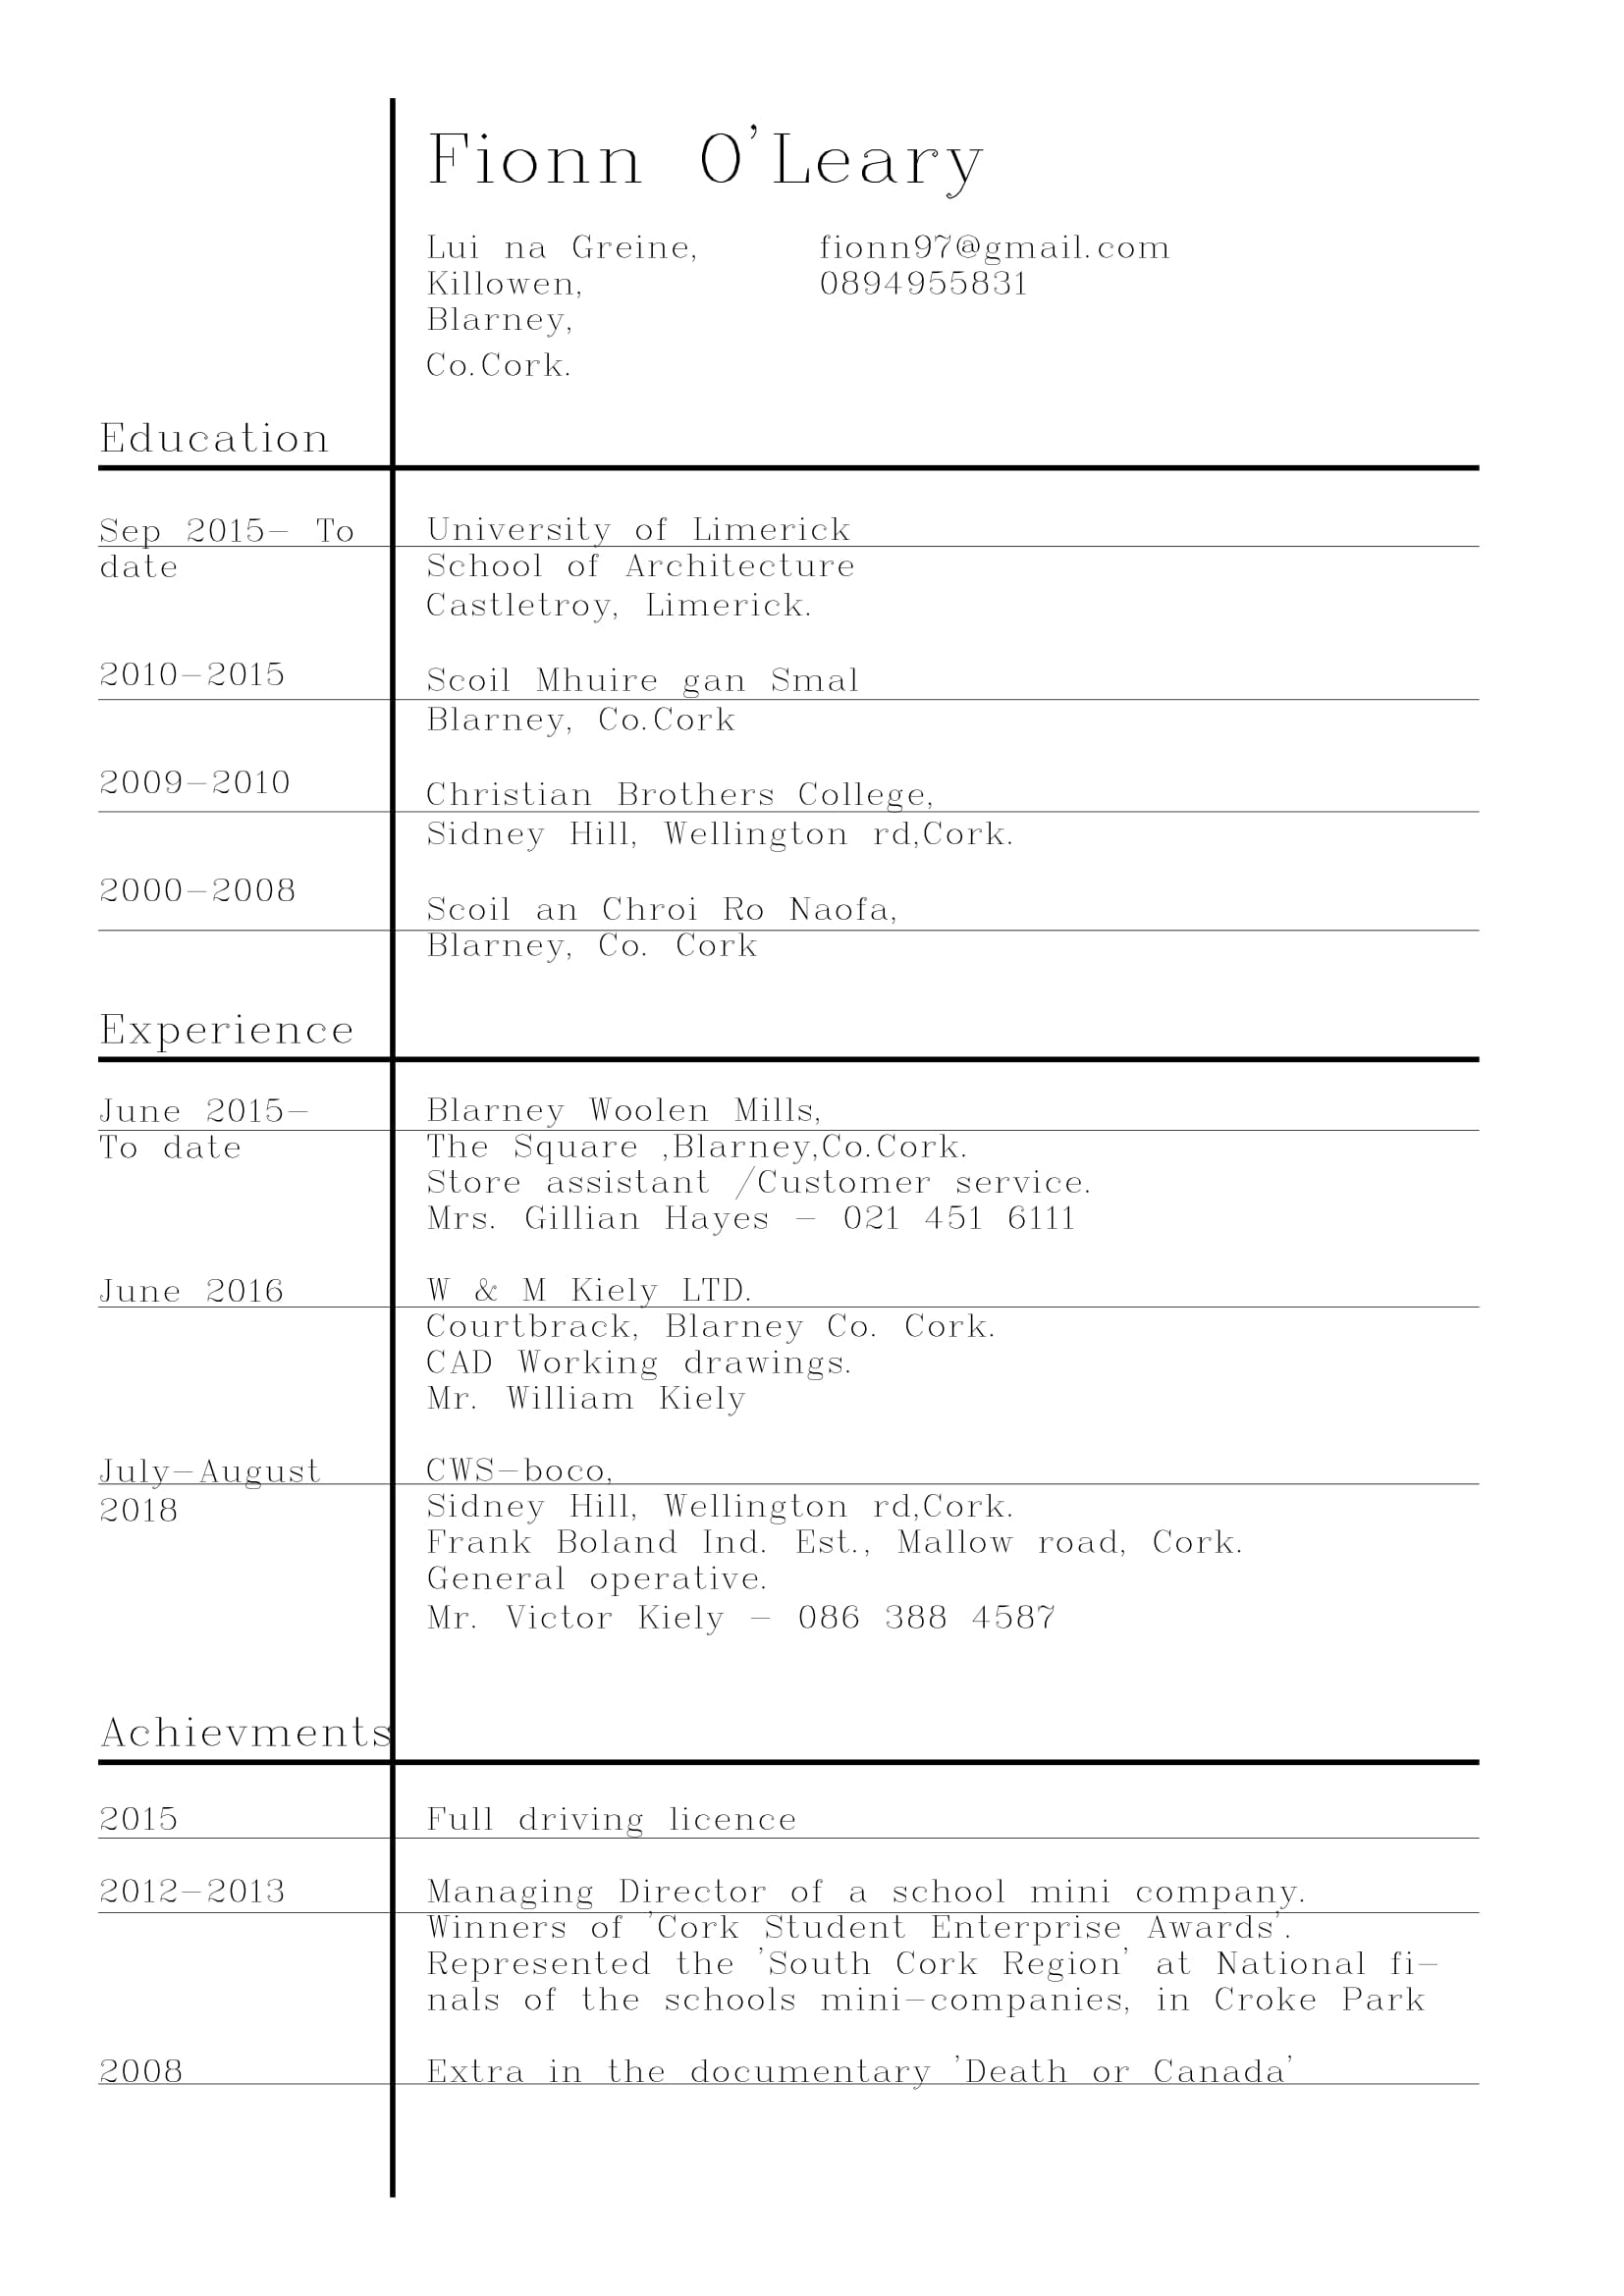 Fionn O'Leary
Lui na Greine,
Killowen,
Blarney,
Co.Cork.
fionn97@gmail.com
0894955831
Education
Sep 2015- To
date
University of Limerick
School of Architecture
Castletroy, Limerick.
2010-2015
Scoil Mhuire gan Smal
Blarney, Co.Cork
2009-2010
Christian Brothers College,
Sidney Hill, Wellington rd,Cork.
2000-2008
Scoil an Chroi Ro Naofa,
Blarney, Co. Cork
Experience
June 2015-
To date
Blarney Woolen Mills,
The Square ,Blarney,Co.Cork.
Store assistant /Customer service.
Mrs. Gillian Hayes - 021 451 6111
June 2016
W & M Kiely LTD.
Courtbrack, Blarney Co. Cork.
CAD Working drawings.
Mr. William Kiely
July-August
2018
CWS-boco,
Sidney Hill, Wellington rd,Cork.
Frank Boland Ind. Est., Mallow road, Cork.
General operative.
Mr. Victor Kiely - 086 388 4587
Achievments
2015
Full driving licence
2012-2013
Managing Director of a school mini company.
Winners of 'Cork Student Enterprise Awards'.
Represented the 'South Cork Region' at National fi-
nals of the schools mini-companies, in Croke Park
2008
Extra in the documentary 'Death or Canada'